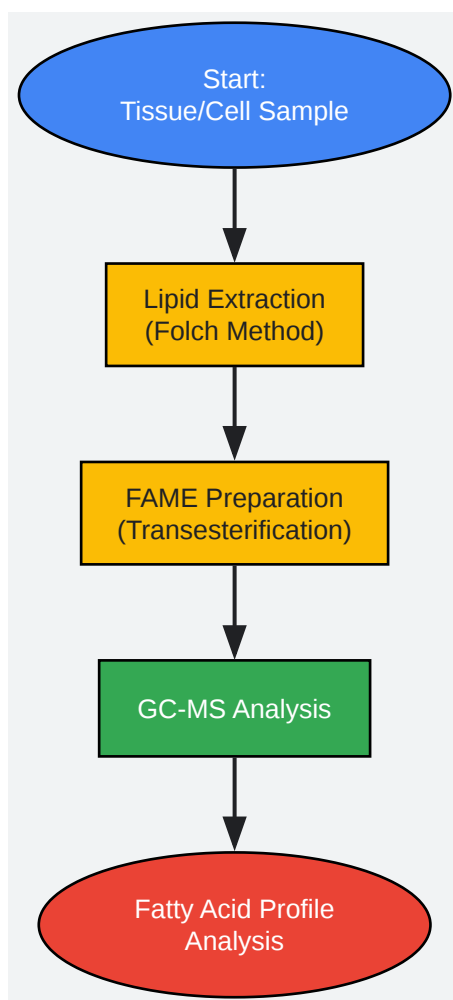 Start:
Tissue/Cell Sample
Lipid Extraction
(Folch Method)
FAME Preparation
(Transesterification)
GC-MS Analysis
Fatty Acid Profile
Analysis